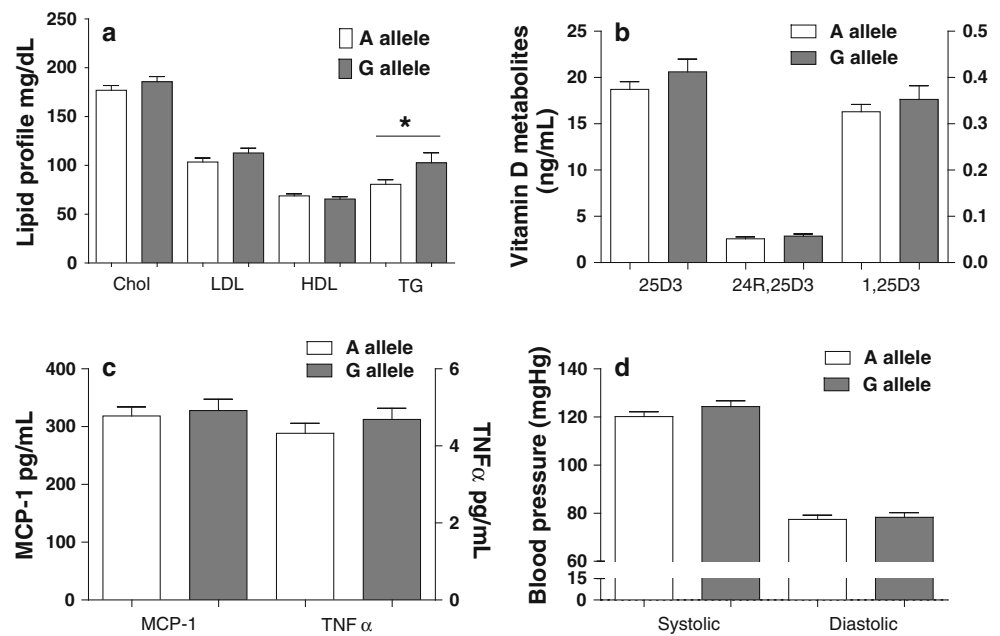 a
A allele
G allele
Lipid profile mg/dL
250
200
150
100
50
0
*
Chol LDL HDL TG
b
A allele
G allele
Vitamin D metabolites
(ng/mL)
25
20
15
10
5
0
0.5
0.4
0.3
0.2
0.1
0.0
25D3 24R,25D3 1,25D3
c
A allele
G allele
MCP-1 pg/mL
400
300
200
100
0
6
4
2
0
TNFα pg/mL
MCP-1 TNF α
d
A allele
G allele
Blood pressure (mgHg)
140
120
100
80
60
15
0
Systolic Diastolic